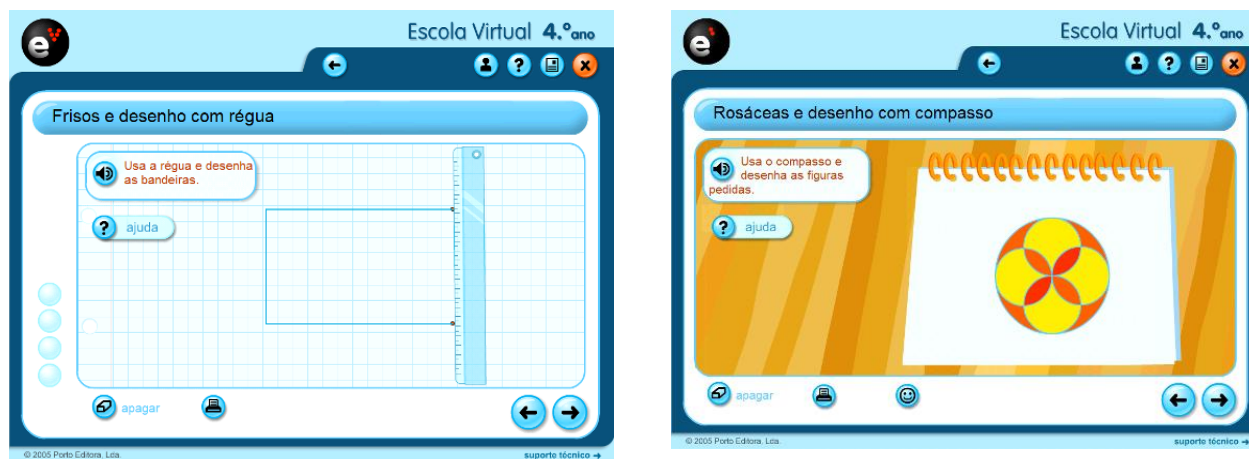 Escola Virtual 4.ºano
Frisos e desenho com régua
Usa a régua e desenha
as bandeiras.
? ajuda
apagar
© 2005 Porto Editora, Lda.
suporte técnico
Escola Virtual 4.ºano
Rosáceas e desenho com compasso
Usa o compasso e
desenha as figuras
pedidas.
? ajuda
apagar
© 2005 Porto Editora, Lda.
suporte técnico